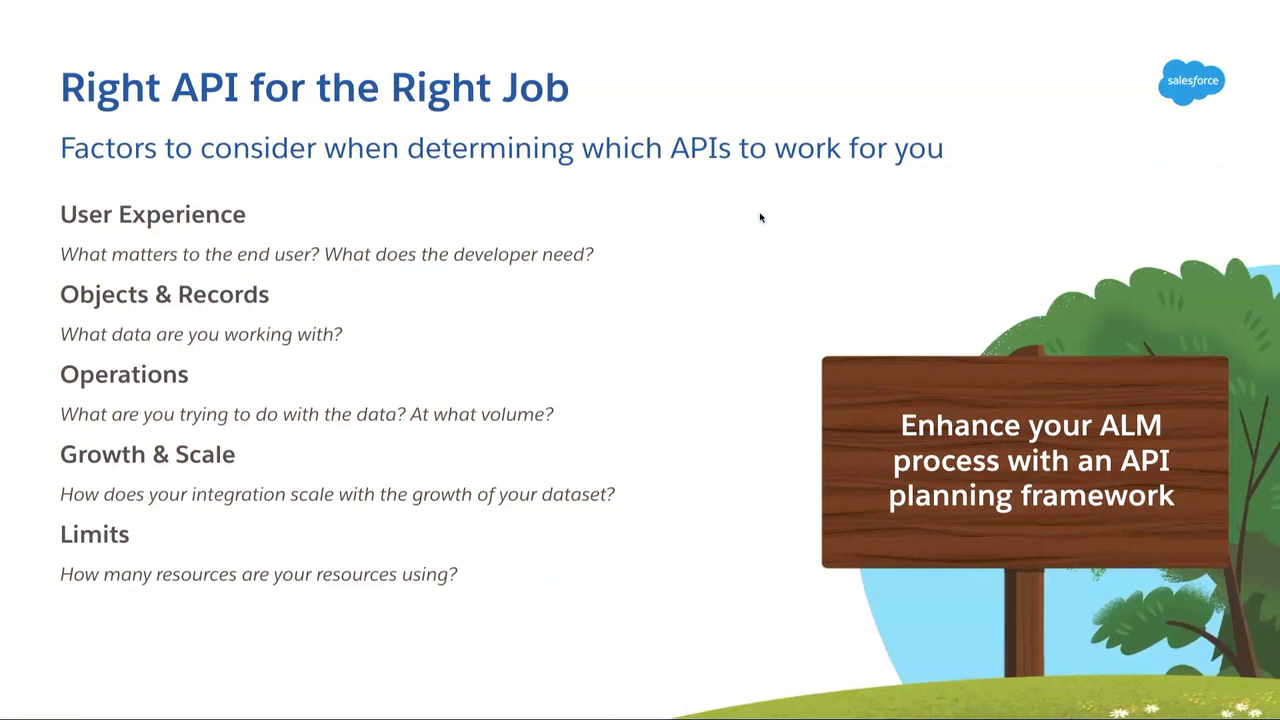 Right API for the Right Job
salesforce
Factors to consider when determining which APIs to work for you
User Experience
What matters to the end user? What does the developer need?
Objects & Records
What data are you working with?
Operations
What are you trying to do with the data? At what volume?
Growth & Scale
How does your integration scale with the growth of your dataset?
Limits
How many resources are your resources using?
Enhance your ALM
process with an API
planning framework